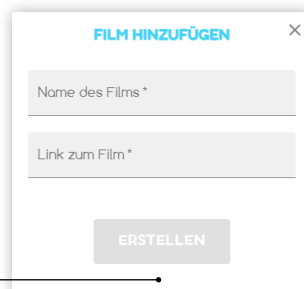 FILM HINZUFÜGEN
Name des Films *
Link zum Film *
ERSTELLEN